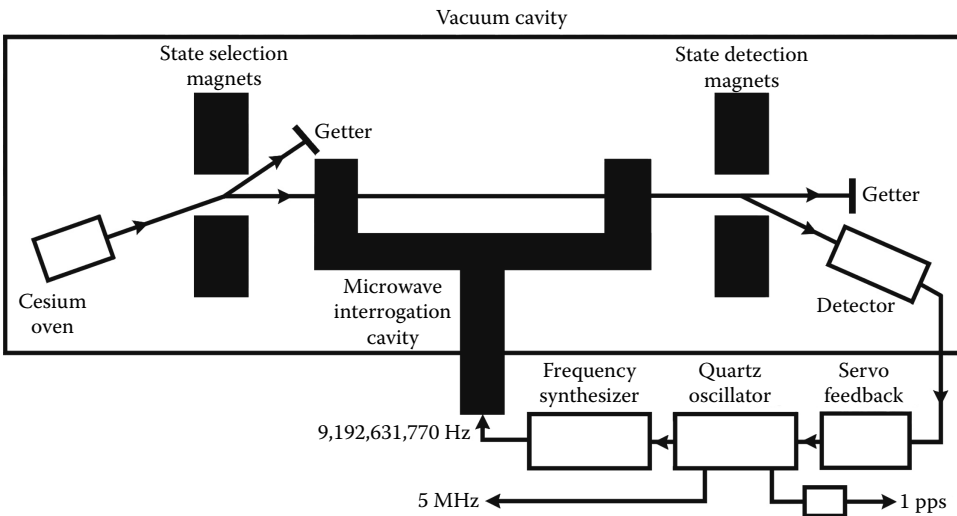 Vacuum cavity
State selection
magnets
State detection
magnets
Getter
Getter
Cesium
oven
Microwave
interrogation
cavity
Detector
Frequency
synthesizer
Quartz
oscillator
Servo
feedback
9,192,631,770 Hz
5 MHz
1 pps